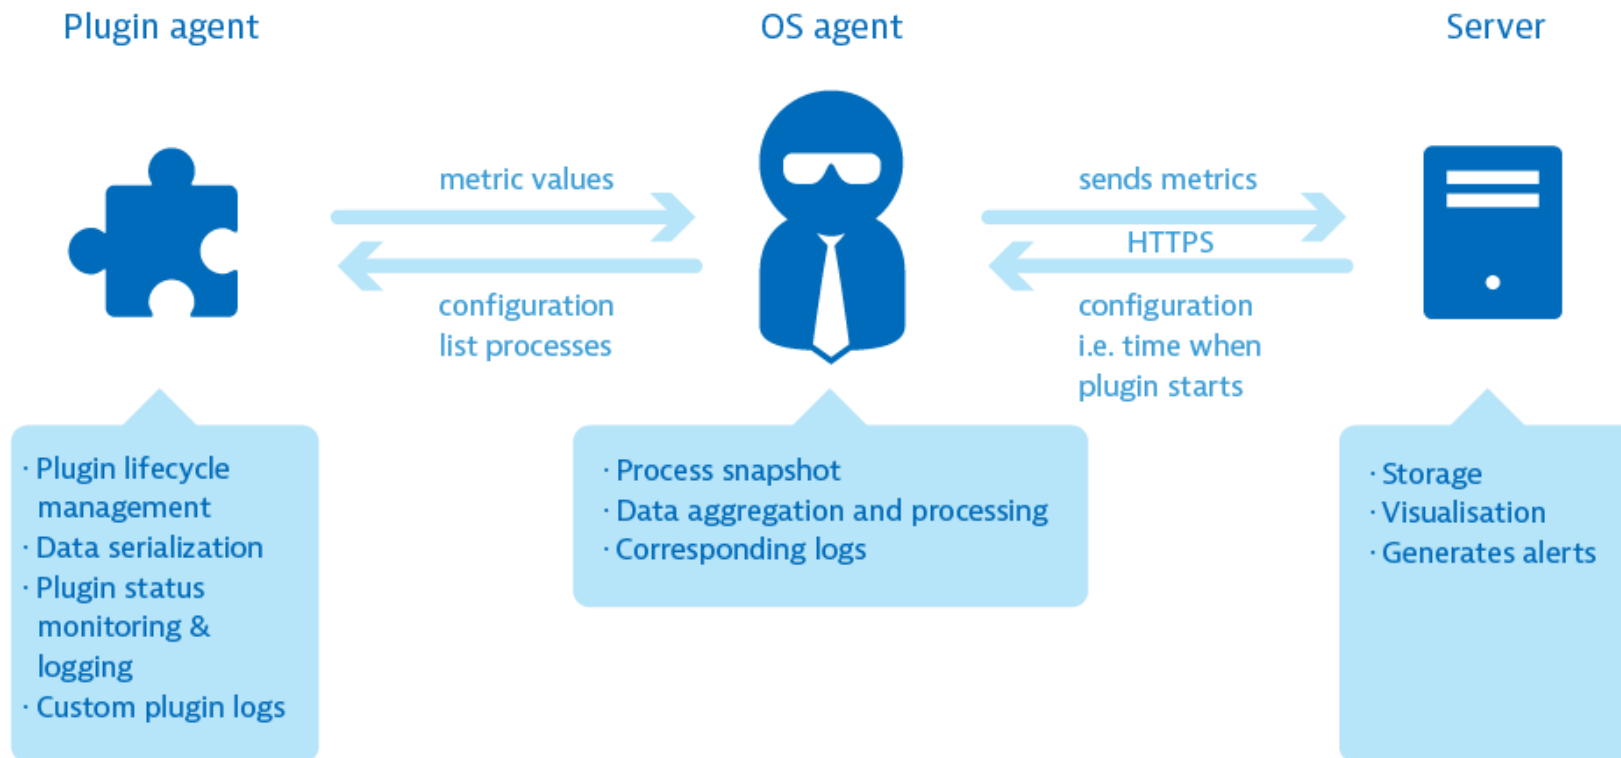 Plugin agent
OS agent
Server
metric values
configuration
list processes
sends metrics
HTTPS
configuration
i.e. time when
plugin starts
· Plugin lifecycle
management
· Data serialization
· Plugin status
monitoring &
logging
· Custom plugin logs
· Process snapshot
· Data aggregation and processing
· Corresponding logs
· Storage
· Visualisation
· Generates alerts